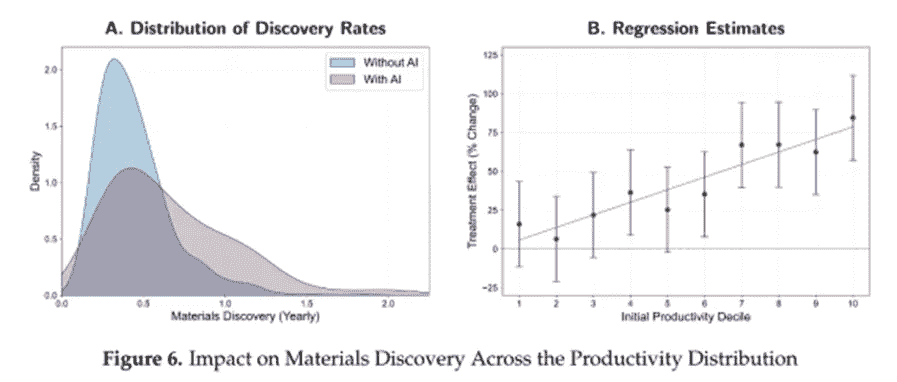 A. Distribution of Discovery Rates
Without AI
With AI
2.0
1.5
1.0
0.5
0.0
Density
0.0 0.5 1.0 1.5 2.0
Materials Discovery (Yearly)
B. Regression Estimates
125
100
75
50
25
0
−25
Treatment Effect (% Change)
1 2 3 4 5 6 7 8 9 10
Initial Productivity Decile
Figure 6. Impact on Materials Discovery Across the Productivity Distribution